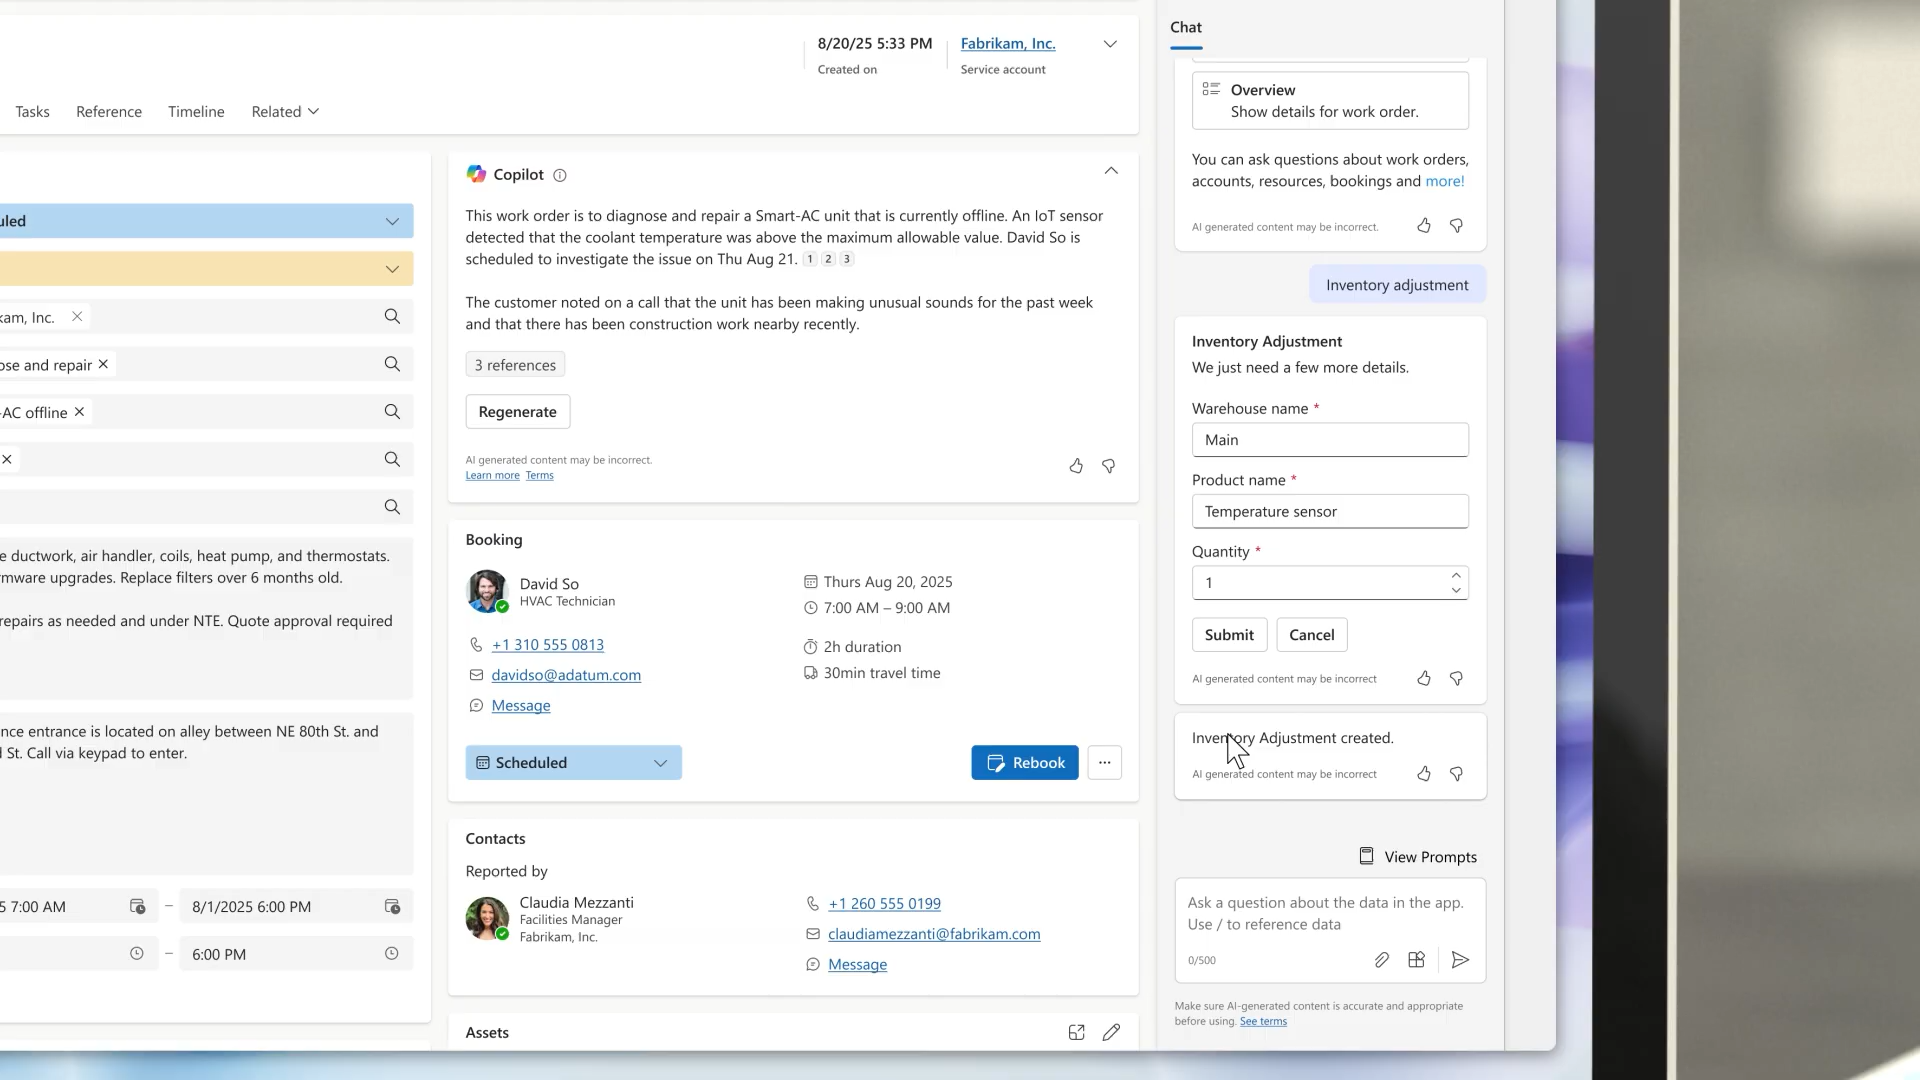 8/20/25 5:33 PM
Created on
Fabrikam, Inc.
Service account
Tasks
Reference
Timeline
Related
uled
kam, Inc.
ose and repair
-AC offline
e ductwork, air handler, coils, heat pump, and thermostats.
mware upgrades. Replace filters over 6 months old.
repairs as needed and under NTE. Quote approval required
nce entrance is located on alley between NE 80th St. and
d St. Call via keypad to enter.
5 7:00 AM
–
8/1/2025 6:00 PM
–
6:00 PM
Copilot
This work order is to diagnose and repair a Smart-AC unit that is currently offline. An IoT sensor
detected that the coolant temperature was above the maximum allowable value. David So is
scheduled to investigate the issue on Thu Aug 21. 1 2 3
The customer noted on a call that the unit has been making unusual sounds for the past week
and that there has been construction work nearby recently.
3 references
Regenerate
AI generated content may be incorrect.
Learn more Terms
Booking
David So
HVAC Technician
+1 310 555 0813
davidso@adatum.com
Message
Thurs Aug 20, 2025
7:00 AM – 9:00 AM
2h duration
30min travel time
Scheduled
Rebook
...
Contacts
Reported by
Claudia Mezzanti
Facilities Manager
Fabrikam, Inc.
+1 260 555 0199
claudiamezzanti@fabrikam.com
Message
Assets
Chat
Overview
Show details for work order.
You can ask questions about work orders,
accounts, resources, bookings and more!
AI generated content may be incorrect.
Inventory adjustment
Inventory Adjustment
We just need a few more details.
Warehouse name *
Main
Product name *
Temperature sensor
Quantity *
1
Submit
Cancel
AI generated content may be incorrect
Inventory Adjustment created.
AI generated content may be incorrect
View Prompts
Ask a question about the data in the app.
Use / to reference data
0/500
Make sure AI-generated content is accurate and appropriate
before using. See terms